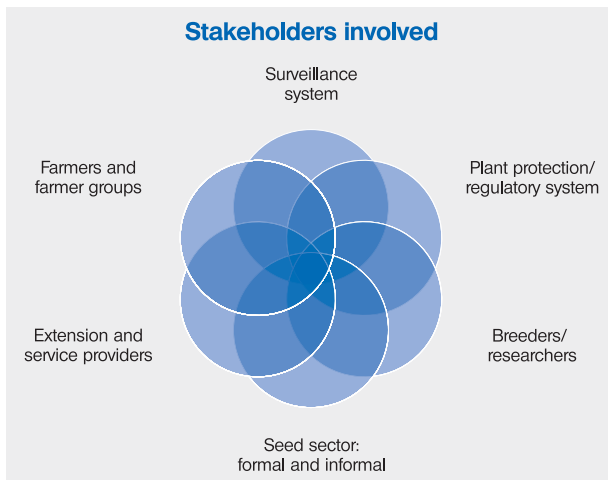 Stakeholders involved
Surveillance
system
Farmers and
farmer groups
Plant protection/
regulatory system
Extension and
service providers
Breeders/
researchers
Seed sector:
formal and informal